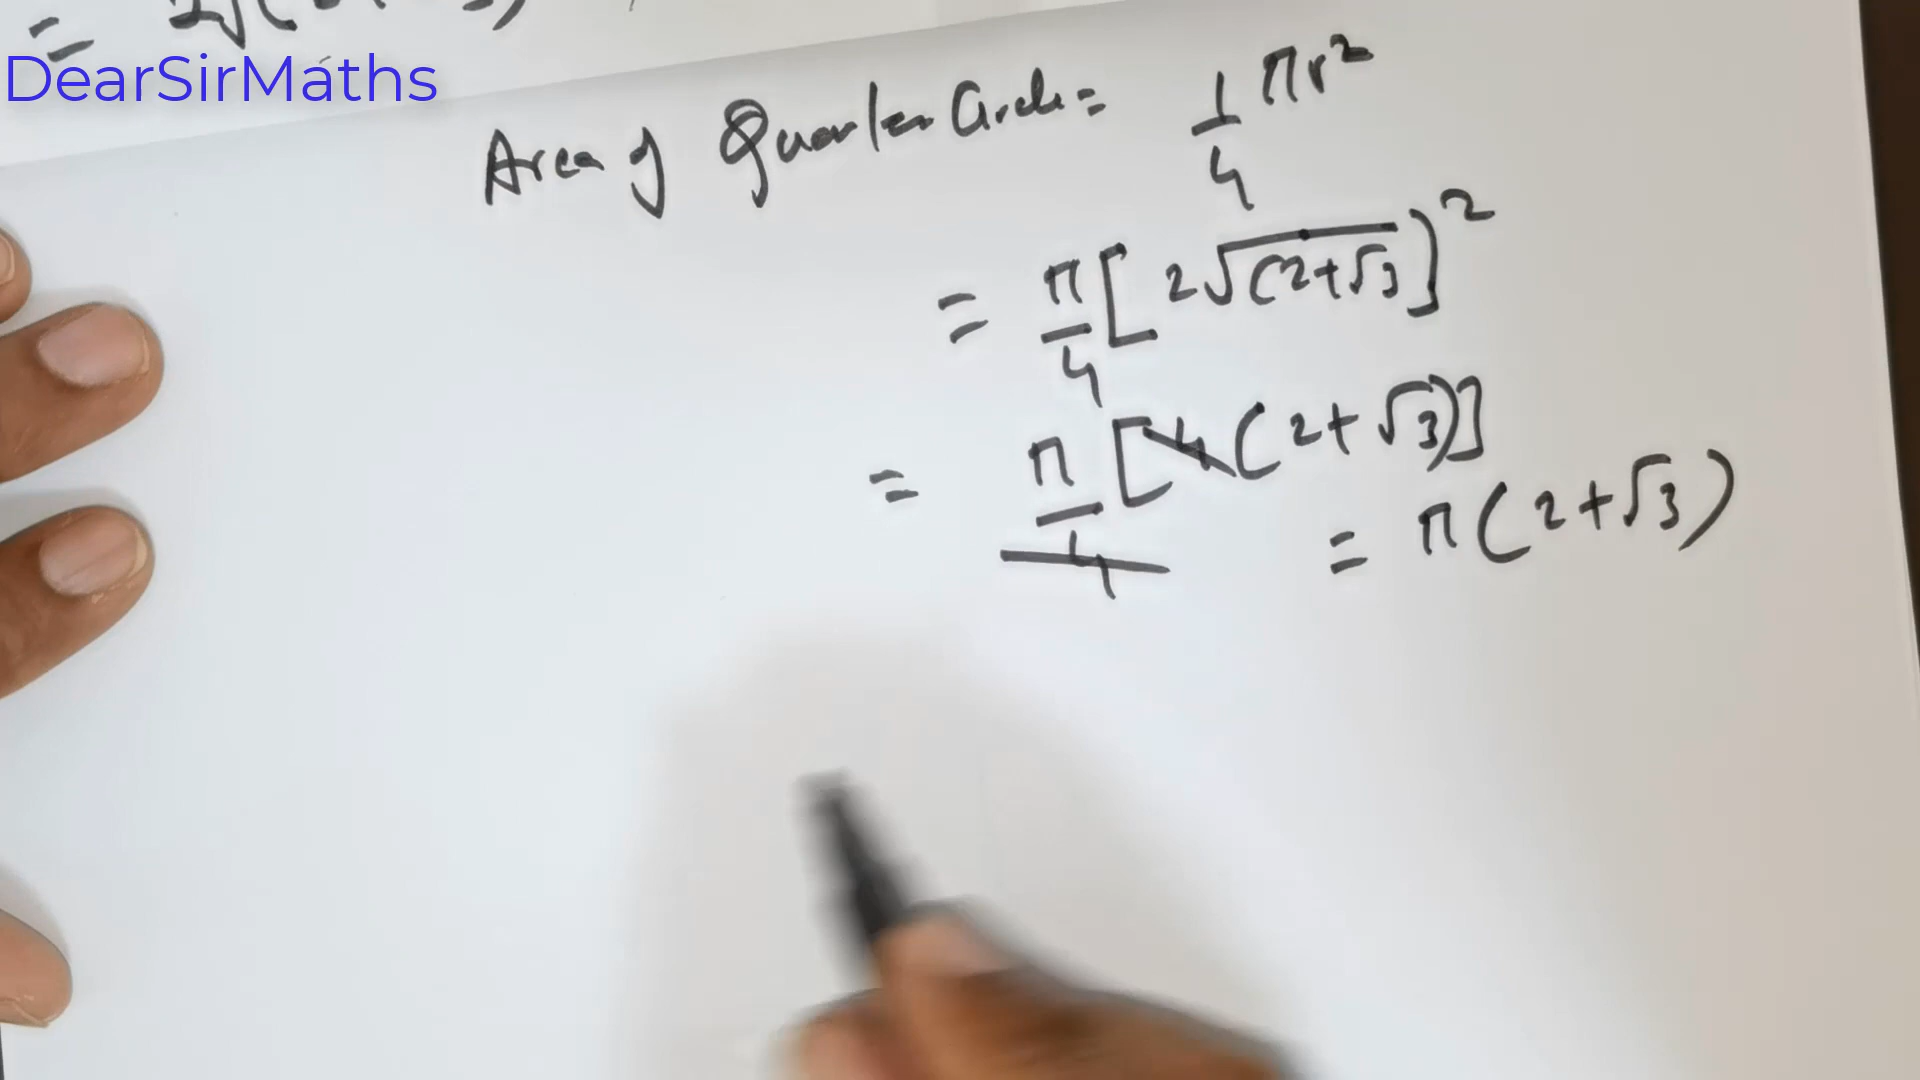 DearSirMaths
Area of Quarter Circle = 1/4 πr²
= π/4 [2√(2+√3]²
= π/4 [4(2+√3)]
= π(2+√3)